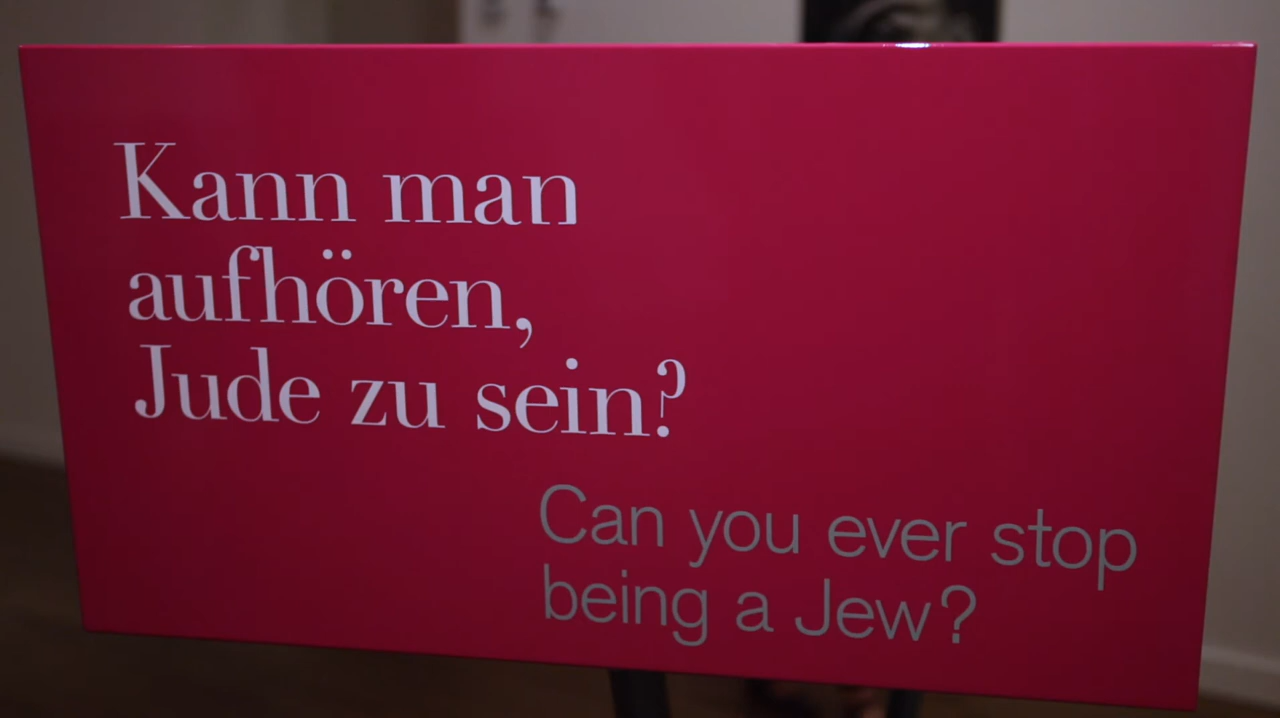 Kann man
aufhören,
Jude zu sein?
Can you ever stop
being a Jew?